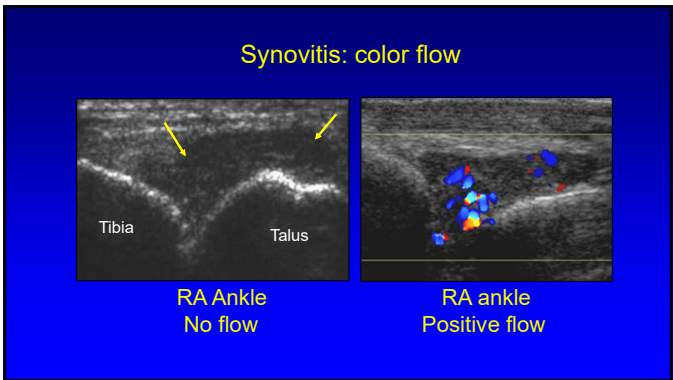 Synovitis: color flow
Tibia
Talus
RA Ankle
No flow
RA ankle
Positive flow